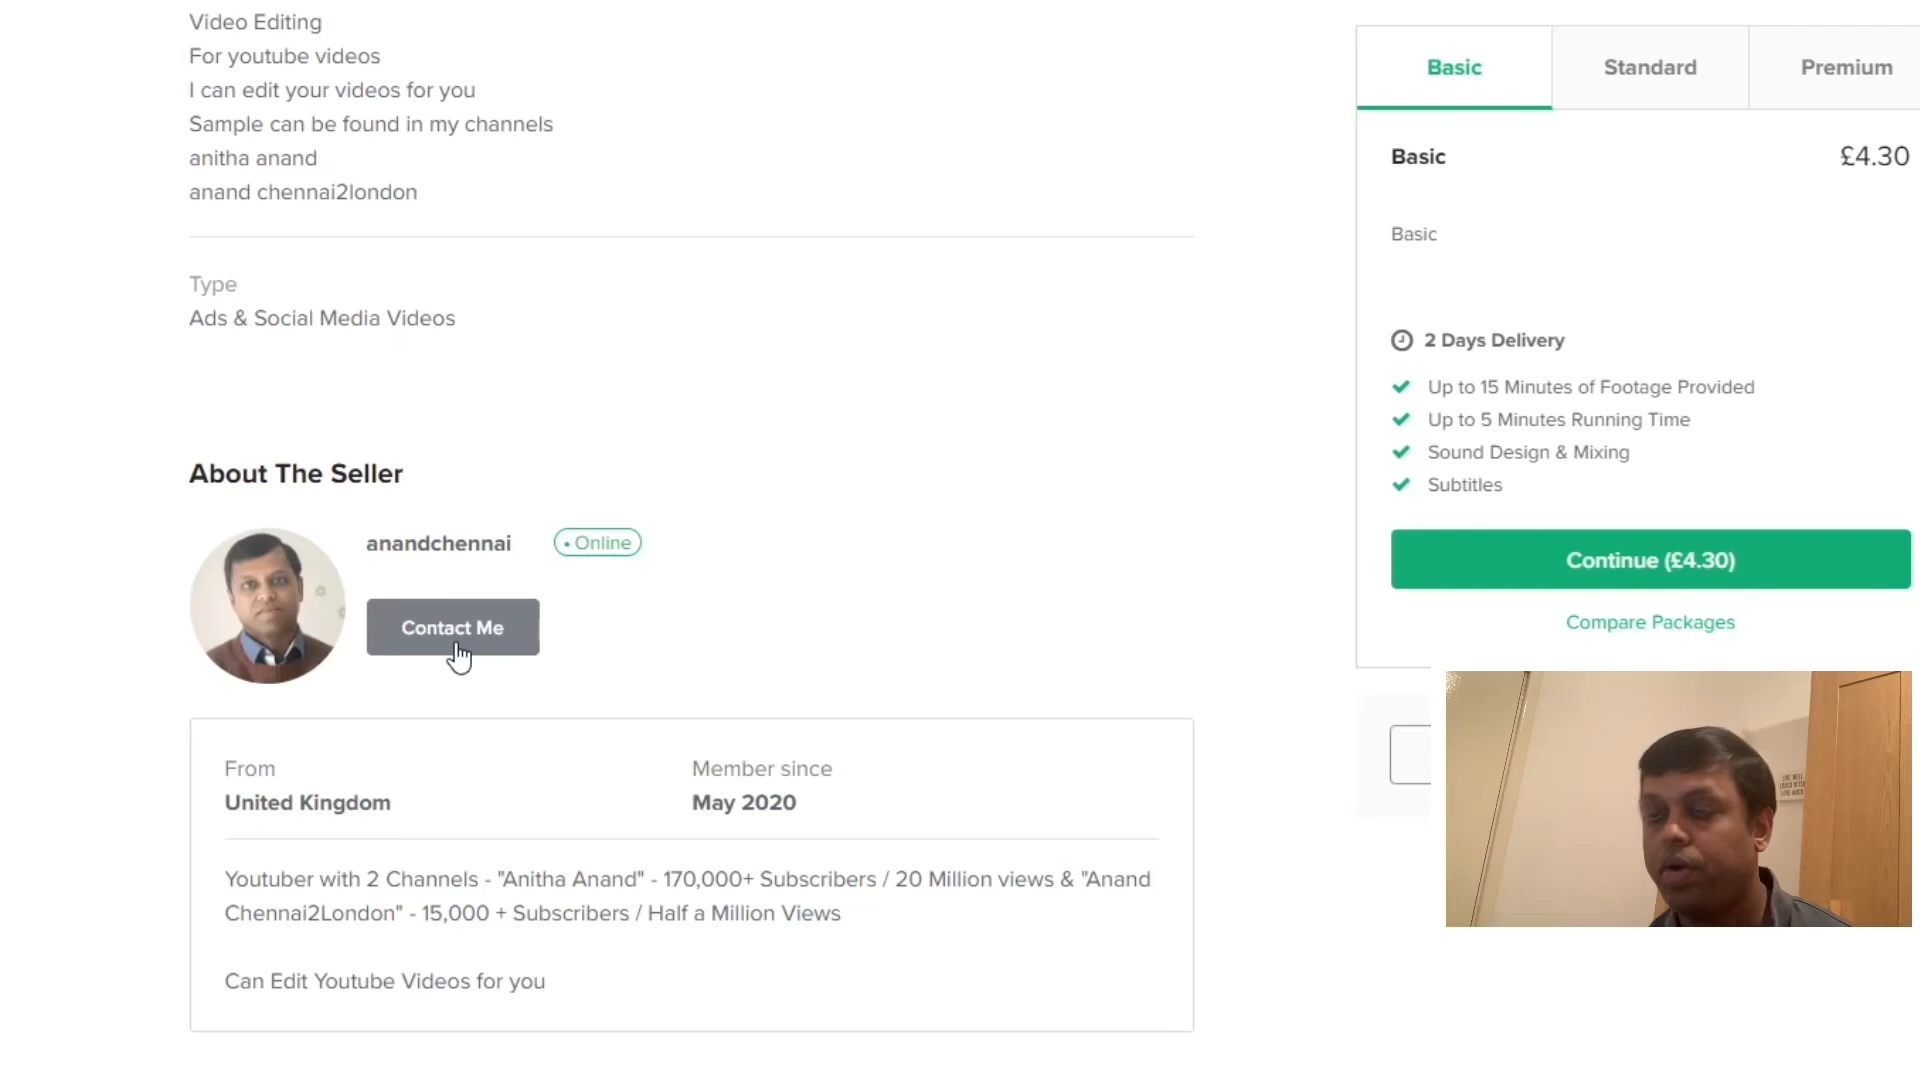 Video Editing
For youtube videos
I can edit your videos for you
Sample can be found in my channels
anitha anand
anand chennai2london
Type
Ads & Social Media Videos
About The Seller
anandchennai
• Online
Contact Me
From
United Kingdom
Member since
May 2020
Youtuber with 2 Channels - "Anitha Anand" - 170,000+ Subscribers / 20 Million views & "Anand
Chennai2London" - 15,000 + Subscribers / Half a Million Views
Can Edit Youtube Videos for you
Basic
Standard
Premium
Basic
£4.30
Basic
2 Days Delivery
Up to 15 Minutes of Footage Provided
Up to 5 Minutes Running Time
Sound Design & Mixing
Subtitles
Continue (£4.30)
Compare Packages